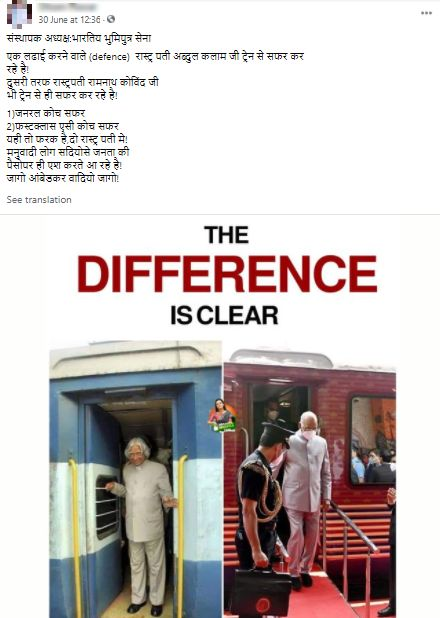 30 June at 12:36
संस्थापक अध्यक्ष:भारतिय भुमिपुत्र सेना
एक लढाई करने वाले (defence) रास्ट्र पती अब्दुल कलाम जी ट्रेन से सफर कर
रहे है!
दुसरी तरफ रास्ट्रपती रामनाथ कोविंद जी
भी ट्रेन से ही सफर कर रहे है!
1)जनरल कोच सफर
2)फस्टक्लास एसी कोच सफर
यही तो फरक है,दो रास्ट्र पती मे!
मनुवादी लोग सदियोसे जनता की
पैसोपर ही एश करते आ रहे है!
जागो आंबेडकर वादियो जागो!
See translation
THE
DIFFERENCE
IS CLEAR